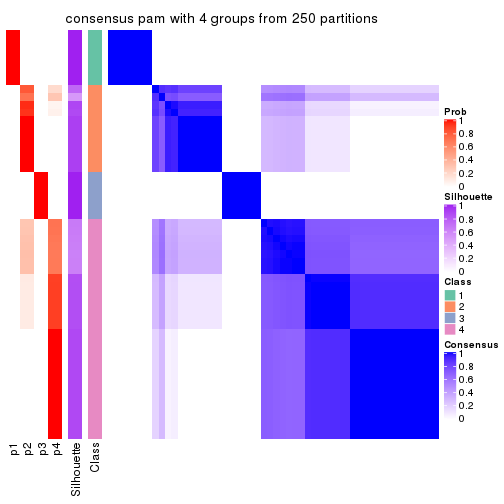 consensus pam with 4 groups from 250 partitions
Prob
1
0.8
0.6
0.4
0.2
0
Silhouette
1
0.8
0.6
0.4
0.2
0
Class
1
2
3
4
Consensus
1
0.8
0.6
0.4
0.2
0
p1
p2
p3
p4
Silhouette
Class